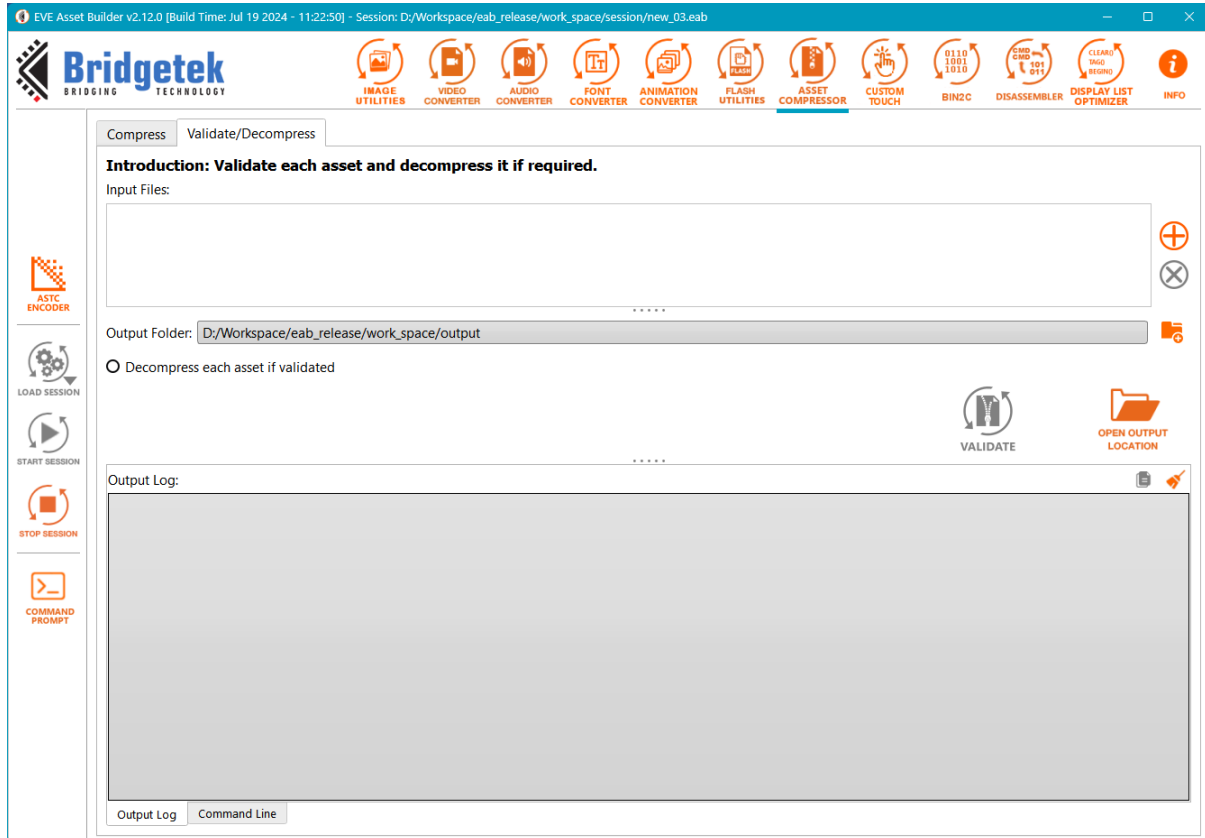 EVE Asset Builder v2.12.0 [Build Time: Jul 19 2024 - 11:22:50] - Session: D:/Workspace/eab_release/work_space/session/new_03.eab
Bridgetek
BRIDGING TECHNOLOGY
IMAGE
UTILITIES
VIDEO
CONVERTER
AUDIO
CONVERTER
Tt
FONT
CONVERTER
ANIMATION
CONVERTER
FLASH
FLASH
UTILITIES
ASSET
COMPRESSOR
CUSTOM
TOUCH
0110
1001
1010
BIN2C
CMD
CMD
101
011
DISASSEMBLER
CLEAR()
TAG()
BEGIN()
DISPLAY LIST
OPTIMIZER
i
INFO
Compress
Validate/Decompress
Introduction: Validate each asset and decompress it if required.
Input Files:
ASTC
ENCODER
Output Folder: D:/Workspace/eab_release/work_space/output
Decompress each asset if validated
LOAD SESSION
VALIDATE
OPEN OUTPUT
LOCATION
START SESSION
Output Log:
STOP SESSION
COMMAND
PROMPT
Output Log
Command Line